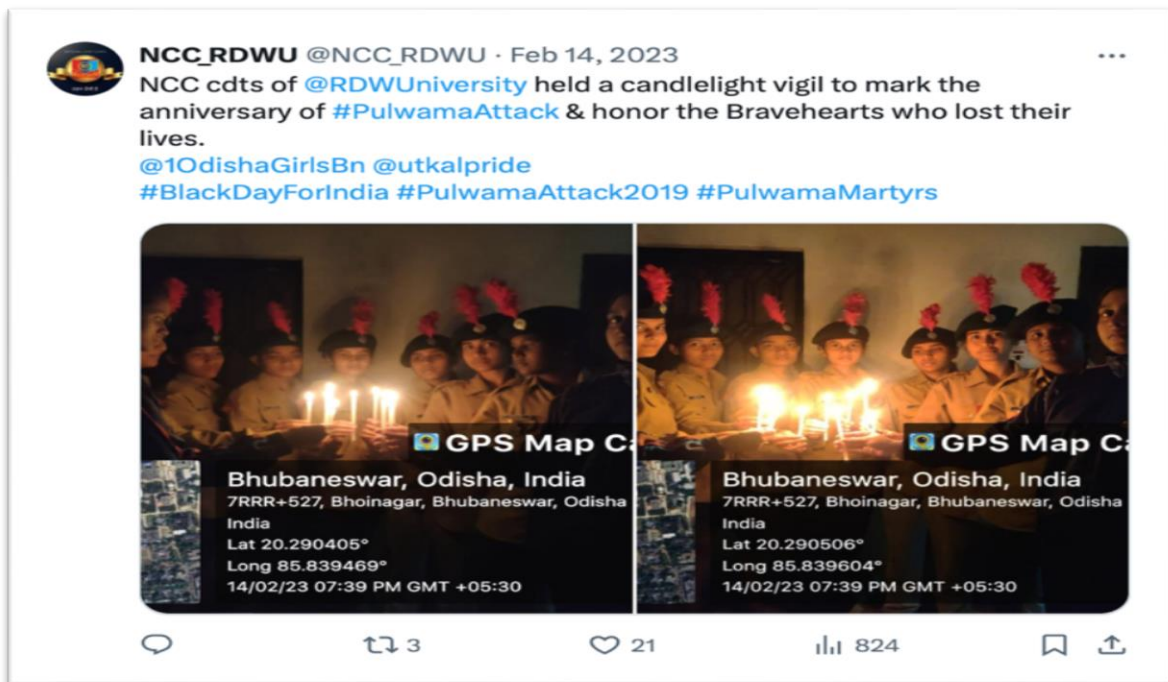 NCC_RDWU @NCC_RDWU · Feb 14, 2023
NCC cdts of @RDWUniversity held a candlelight vigil to mark the
anniversary of #PulwamaAttack & honor the Bravehearts who lost their
lives.
@1OdishaGirlsBn @utkalpride
#BlackDayForIndia #PulwamaAttack2019 #PulwamaMartyrs
GPS Map Ca
Bhubaneswar, Odisha, India
7RRR+527, Bhoinagar, Bhubaneswar, Odisha
India
Lat 20.290405°
Long 85.839469°
14/02/23 07:39 PM GMT +05:30
GPS Map Ca
Bhubaneswar, Odisha, India
7RRR+527, Bhoinagar, Bhubaneswar, Odisha
India
Lat 20.290506°
Long 85.839604°
14/02/23 07:39 PM GMT +05:30
3
21
824